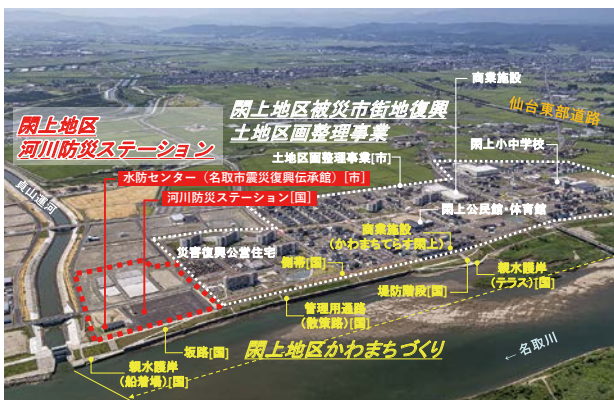 商業施設
閖上地区被災市街地復興
土地区画整理事業
仙台東部道路
閖上地区
河川防災ステーション
閖上小中学校
土地区画整理事業[市]
水防センター（名取市震災復興伝承館）[市]
貞山運河
河川防災ステーション[国]
閖上公民館・体育館
商業施設
（かわまちてらす閖上）
災害復興公営住宅
側帯[国]
親水護岸
（テラス）[国]
堤防階段[国]
管理用通路
（散策路）[国]
坂路[国]
閖上地区かわまちづくり
←名取川
親水護岸
（船着場）[国]